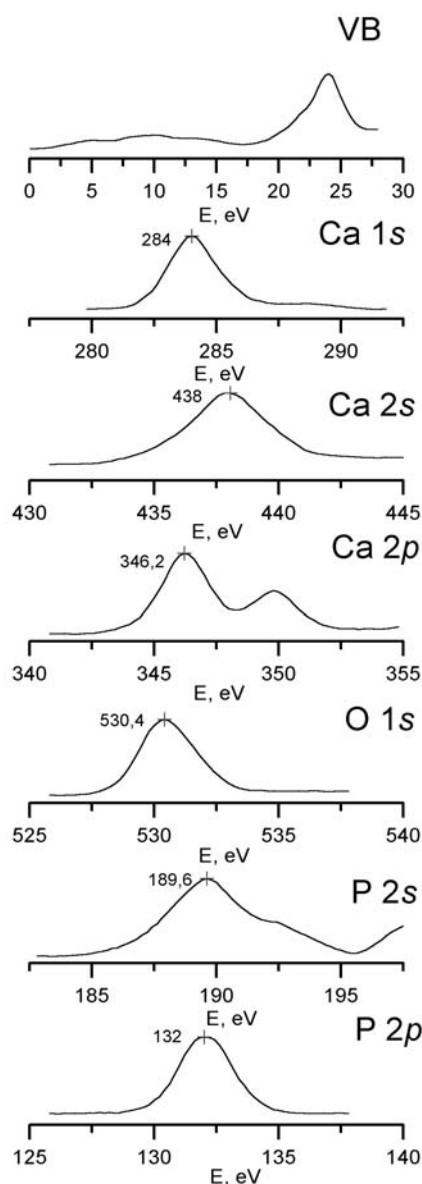 VB
0 5 10 15 20 25 30
E, eV
Ca 1s
284
280 285 290
E, eV
Ca 2s
438
430 435 440 445
E, eV
Ca 2p
346,2
340 345 350 355
E, eV
O 1s
530,4
525 530 535 540
E, eV
P 2s
189,6
185 190 195
E, eV
P 2p
132
125 130 135 140
E, eV